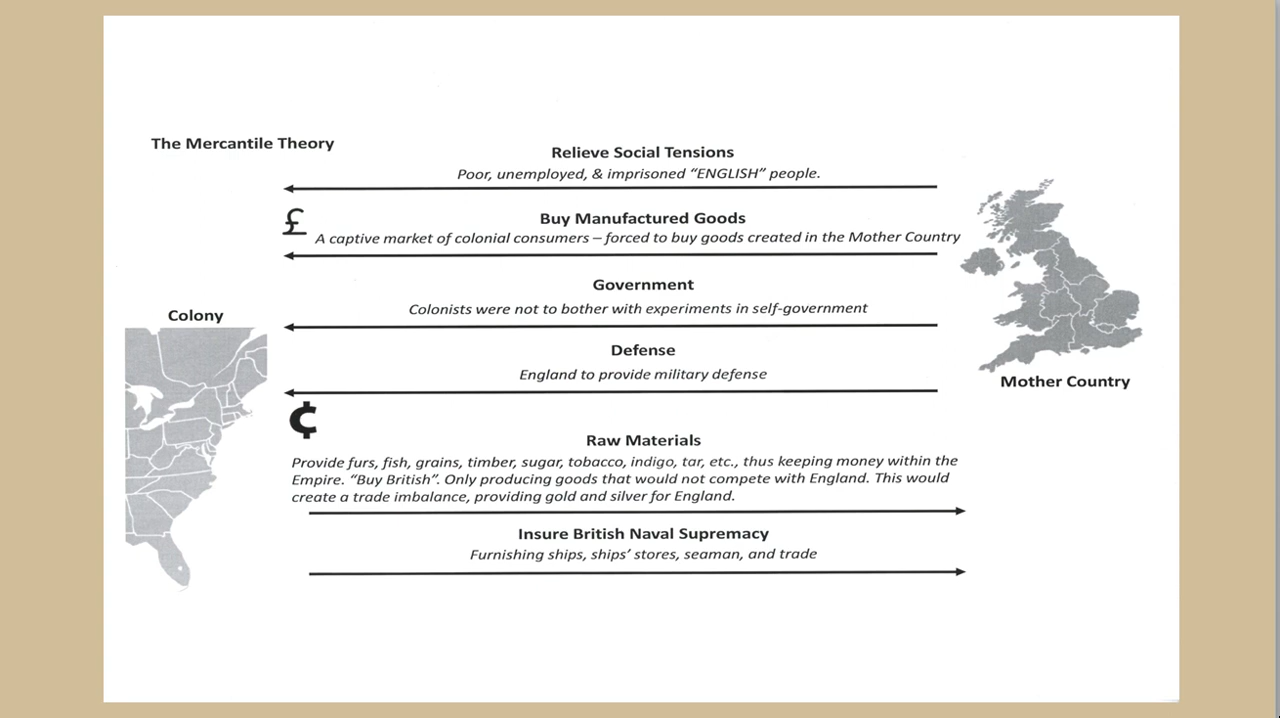 The Mercantile Theory
Relieve Social Tensions
Poor, unemployed, & imprisoned “ENGLISH” people.
£
Buy Manufactured Goods
A captive market of colonial consumers – forced to buy goods created in the Mother Country
Government
Colonists were not to bother with experiments in self-government
Colony
Defense
England to provide military defense
Mother Country
¢
Raw Materials
Provide furs, fish, grains, timber, sugar, tobacco, indigo, tar, etc., thus keeping money within the
Empire. “Buy British”. Only producing goods that would not compete with England. This would
create a trade imbalance, providing gold and silver for England.
Insure British Naval Supremacy
Furnishing ships, ships’ stores, seaman, and trade